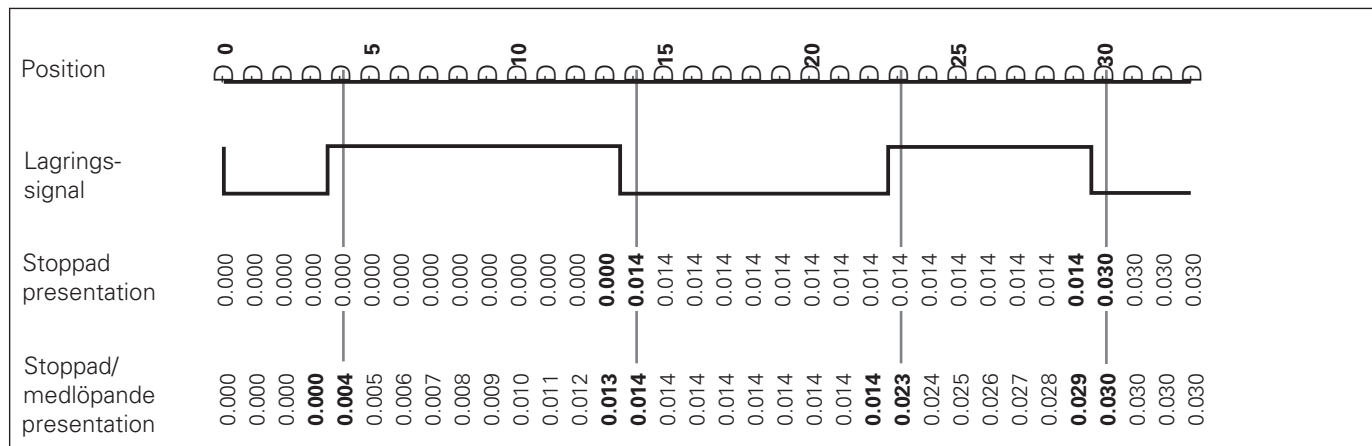 0 5 10 15 20 25 30
Position
D D D D D D D D D D D D D D D D D D D D D D D D D D D D D D D D D D
Lagrings-
signal
Stoppad
presentation
0.000 0.000 0.000 0.000 0.000 0.000 0.000 0.000 0.000 0.000 0.000 0.000 0.000 0.000 0.014 0.014 0.014 0.014 0.014 0.014 0.014 0.014 0.014 0.014 0.014 0.014 0.014 0.014 0.014 0.014 0.030 0.030 0.030 0.030
Stoppad/
medlöpande
presentation
0.000 0.000 0.000 0.000 0.004 0.005 0.006 0.007 0.008 0.009 0.010 0.011 0.012 0.013 0.014 0.014 0.014 0.014 0.014 0.014 0.014 0.014 0.014 0.023 0.024 0.025 0.026 0.027 0.028 0.029 0.030 0.030 0.030 0.030